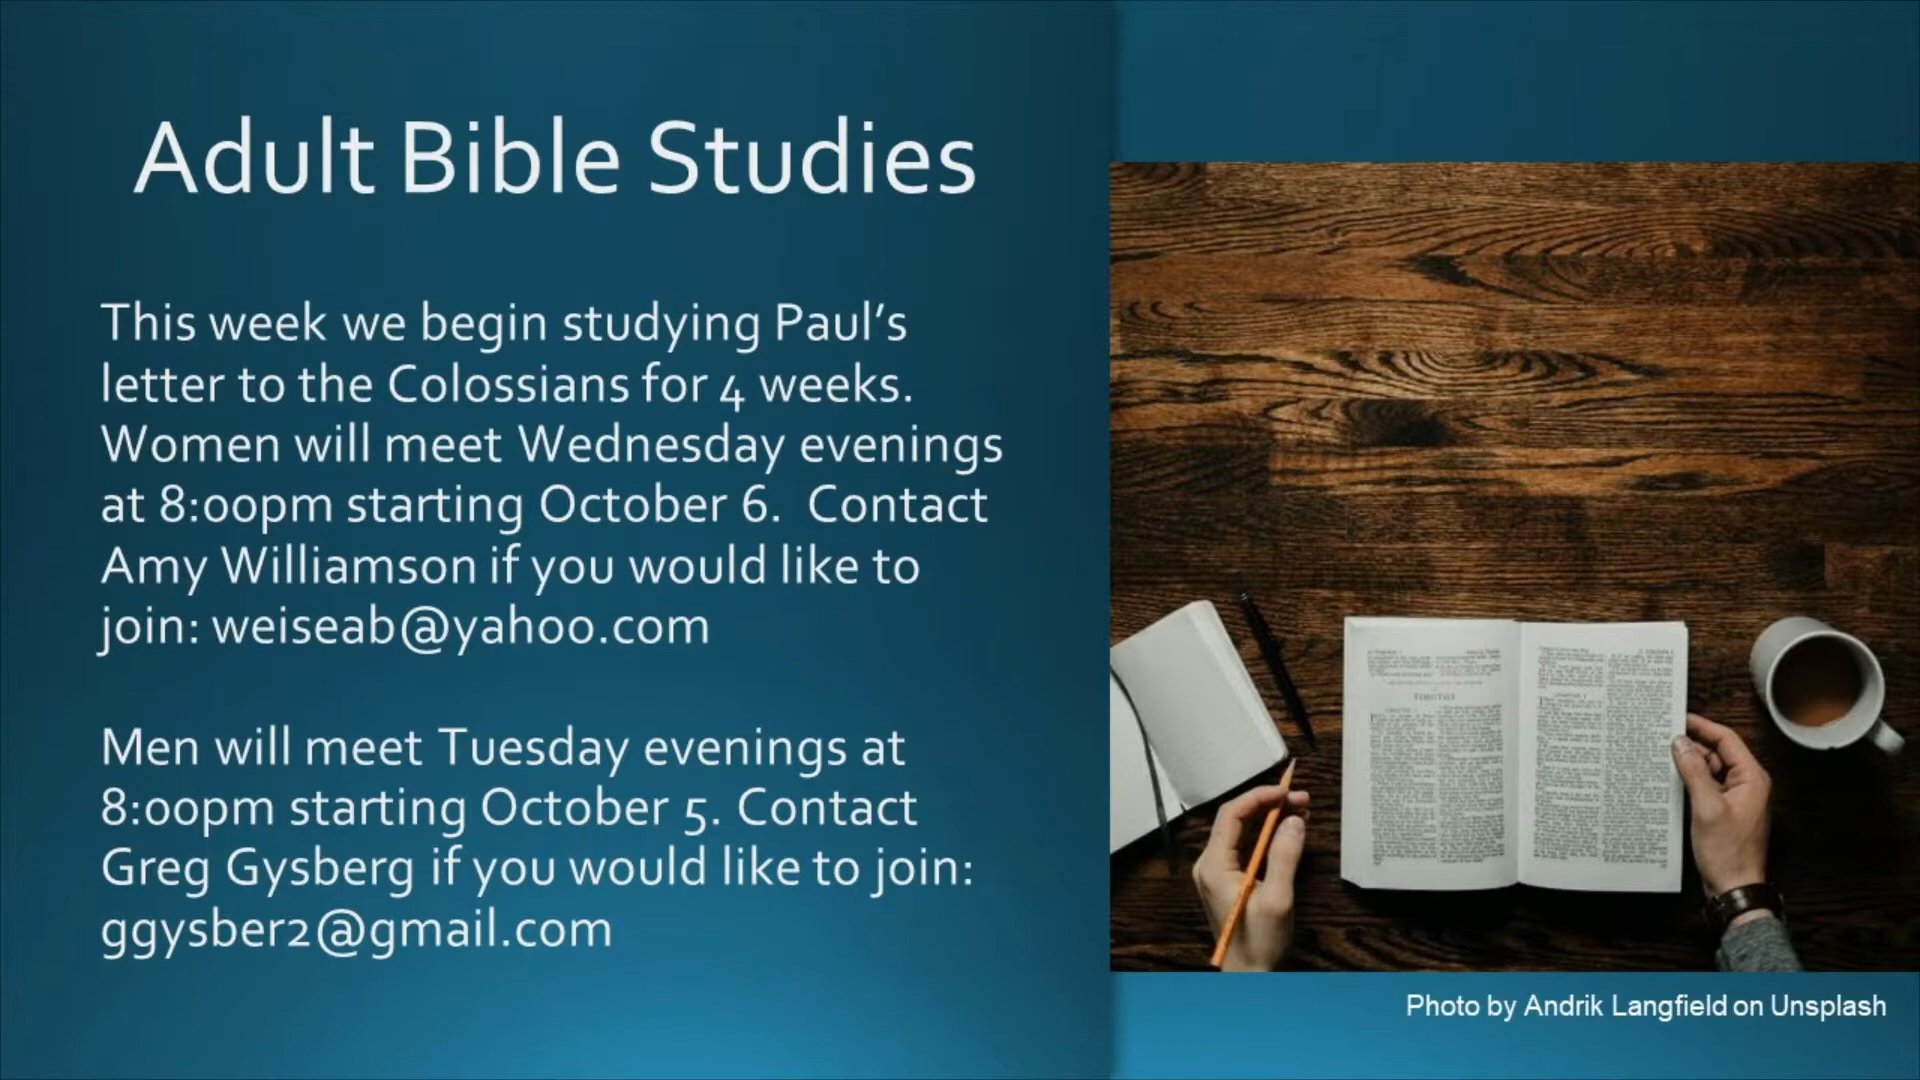 Adult Bible Studies
This week we begin studying Paul’s
letter to the Colossians for 4 weeks.
Women will meet Wednesday evenings
at 8:00pm starting October 6.  Contact
Amy Williamson if you would like to
join: weiseab@yahoo.com
Men will meet Tuesday evenings at
8:00pm starting October 5. Contact
Greg Gysberg if you would like to join:
ggysber2@gmail.com
Photo by Andrik Langfield on Unsplash